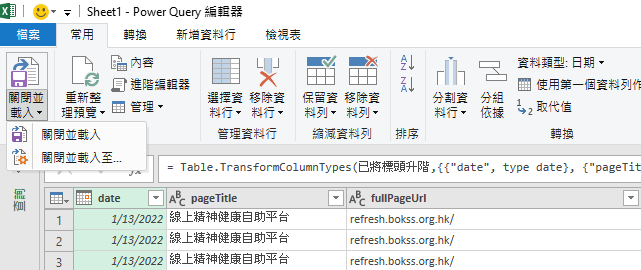 Sheet1 - Power Query 編輯器
檔案 常用 轉換 新增資料行 檢視表
關閉並載入
重新整理預覽
內容
進階編輯器
管理
選擇資料行
移除資料行
管理資料行
保留資料列
移除資料列
縮減資料列
排序
分割資料行
分組依據
資料類型: 日期
使用第一個資料列作
取代值
轉換
關閉並載入
關閉並載入至...
= Table.TransformColumnTypes(已將標頭升階,{{"date", type date}, {"pageTit
date pageTitle fullPageUrl
1 1/13/2022 線上精神健康自助平台 refresh.bokss.org.hk/
2 1/13/2022 線上精神健康自助平台 refresh.bokss.org.hk/
3 1/13/2022 線上精神健康自助平台 refresh.bokss.org.hk/